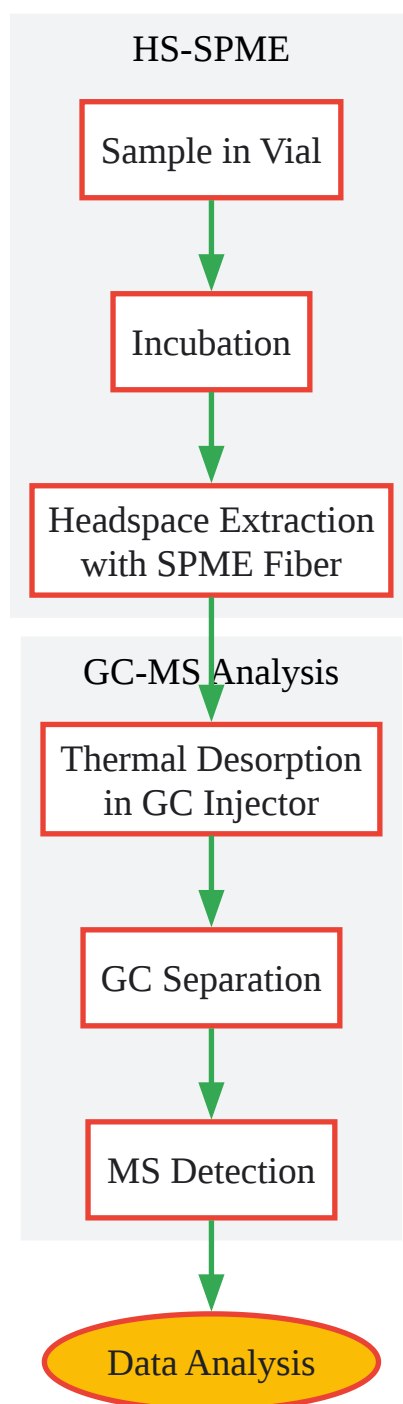 HS-SPME
Sample in Vial
Incubation
Headspace Extraction
with SPME Fiber
GC-MS Analysis
Thermal Desorption
in GC Injector
GC Separation
MS Detection
Data Analysis